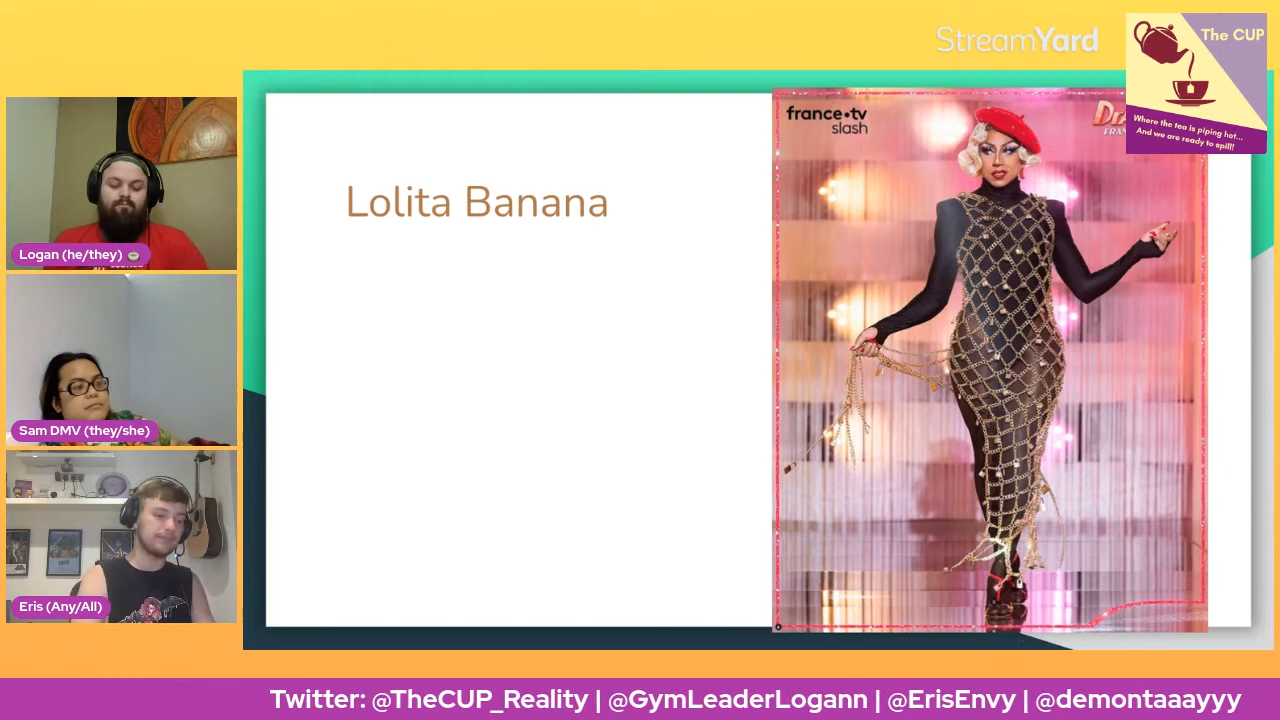 StreamYard
The CUP
Where the tea is piping hot...
And we are ready to spill!
france•tv
slash
Lolita Banana
Logan (he/they)
Sam DMV (they/she)
Eris (Any/All)
Twitter: @TheCUP_Reality | @GymLeaderLogann | @ErisEnvy | @demontaaayyy